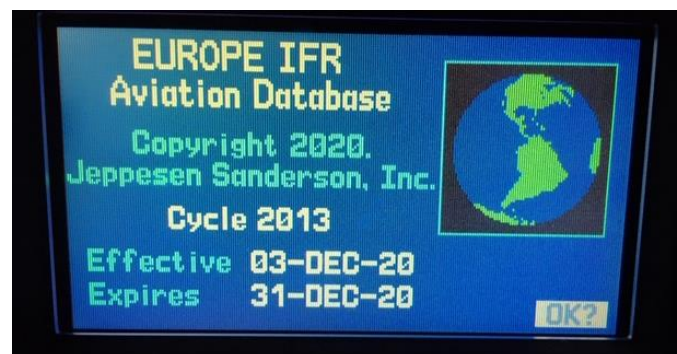 EUROPE IFR
Aviation Database
Copyright 2020.
Jeppesen Sanderson, Inc.
Cycle 2013
Effective 03-DEC-20
Expires 31-DEC-20
OK?